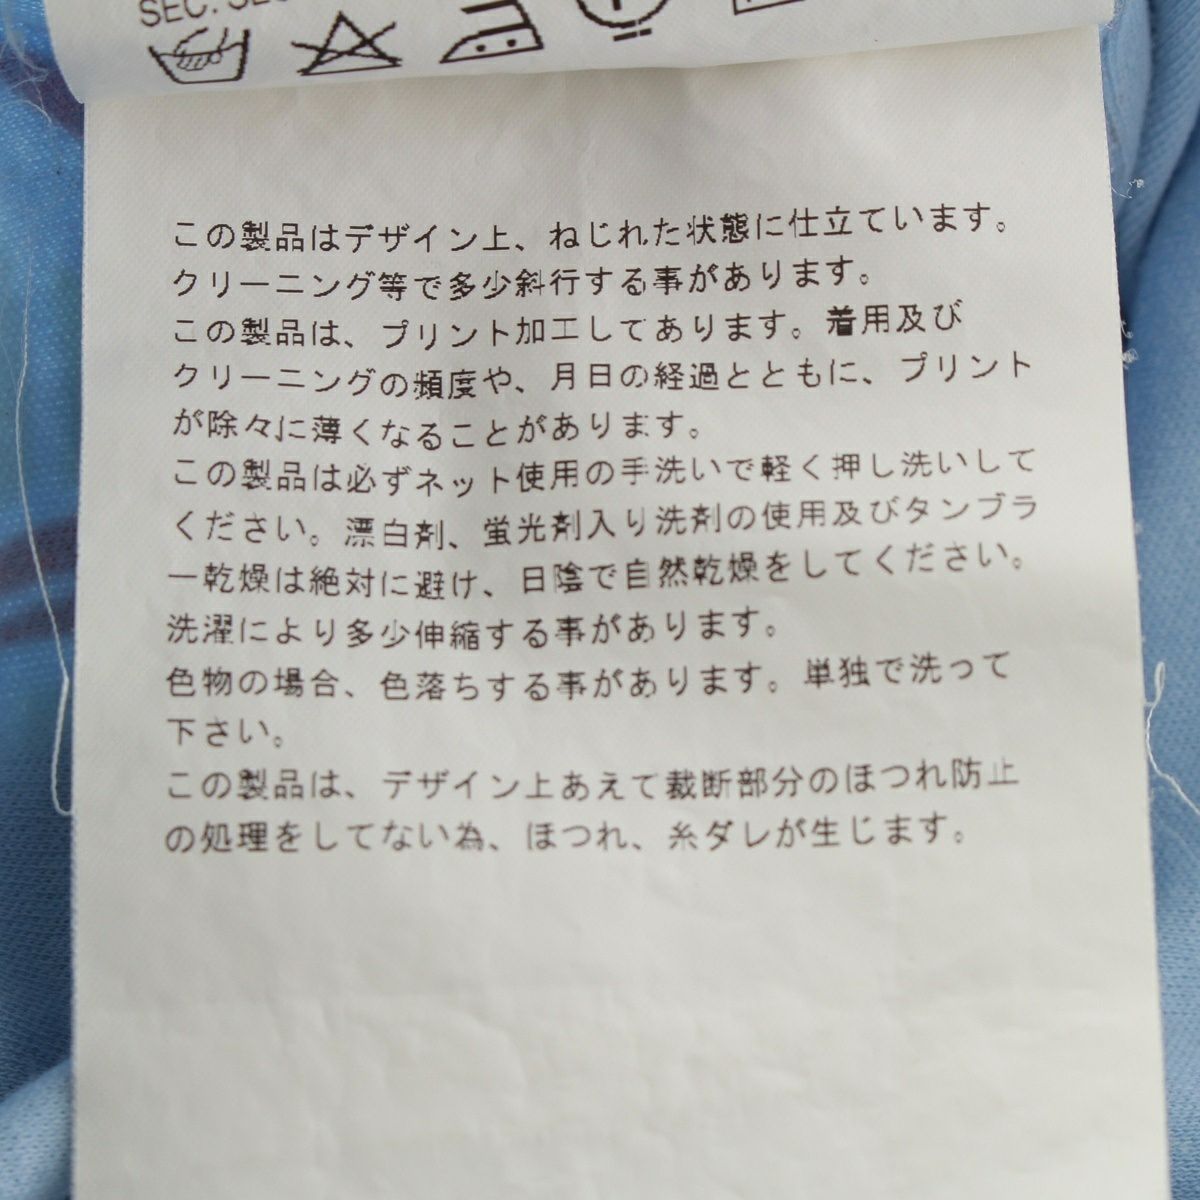 SEC.
この製品はデザイン上、ねじれた状態に仕立ています。
クリーニング等で多少斜行する事があります。
この製品は、プリント加工してあります。着用及び
クリーニングの頻度や、月日の経過とともに、プリント
が除々に薄くなることがあります。
この製品は必ずネット使用の手洗いで軽く押し洗いして
ください。漂白剤、蛍光剤入り洗剤の使用及びタンブラ
ー乾燥は絶対に避け、日陰で自然乾燥をしてください。
洗濯により多少伸縮する事があります。
色物の場合、色落ちする事があります。単独で洗って
下さい。
この製品は、デザイン上あえて裁断部分のほつれ防止
の処理をしてない為、ほつれ、糸ダレが生じます。